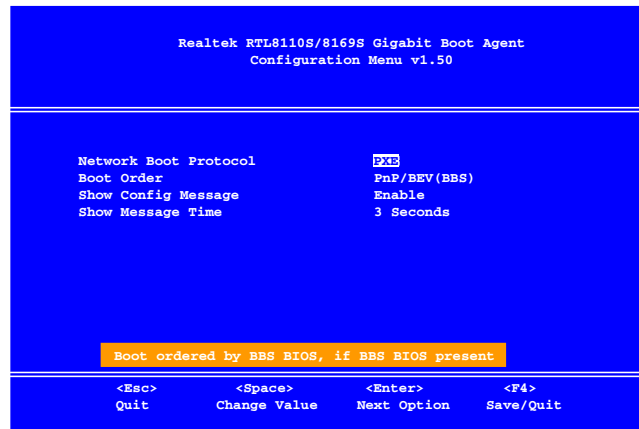 Realtek RTL8110S/8169S Gigabit Boot Agent
Configuration Menu v1.50
Network Boot Protocol PXE
Boot Order PnP/BEV(BBS)
Show Config Message Enable
Show Message Time 3 Seconds
Boot ordered by BBS BIOS, if BBS BIOS present
<Esc> <Space> <Enter> <F4>
Quit Change Value Next Option Save/Quit